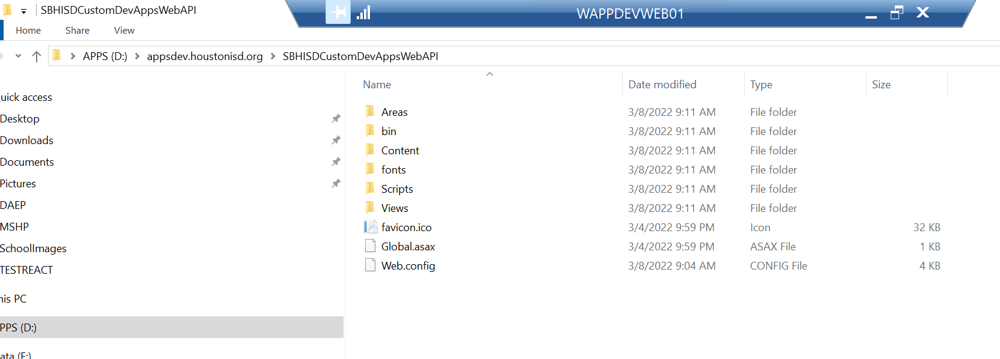 SBHISDCustomDevAppsWebAPI
WAPPDEVWEB01
Home Share View
APPS (D:) appsdev.houstonisd.org SBHISDCustomDevAppsWebAPI
Name Date modified Type Size
uick access
Desktop
Downloads
Documents
Pictures
DAEP
MSHP
SchoolImages
TESTREACT
his PC
PPS (D:)
ata (F:)
Areas 3/8/2022 9:11 AM File folder
bin 3/8/2022 9:11 AM File folder
Content 3/8/2022 9:11 AM File folder
fonts 3/8/2022 9:11 AM File folder
Scripts 3/8/2022 9:11 AM File folder
Views 3/8/2022 9:11 AM File folder
favicon.ico 3/4/2022 9:59 PM Icon 32 KB
Global.asax 3/4/2022 9:59 PM ASAX File 1 KB
Web.config 3/8/2022 9:04 AM CONFIG File 4 KB